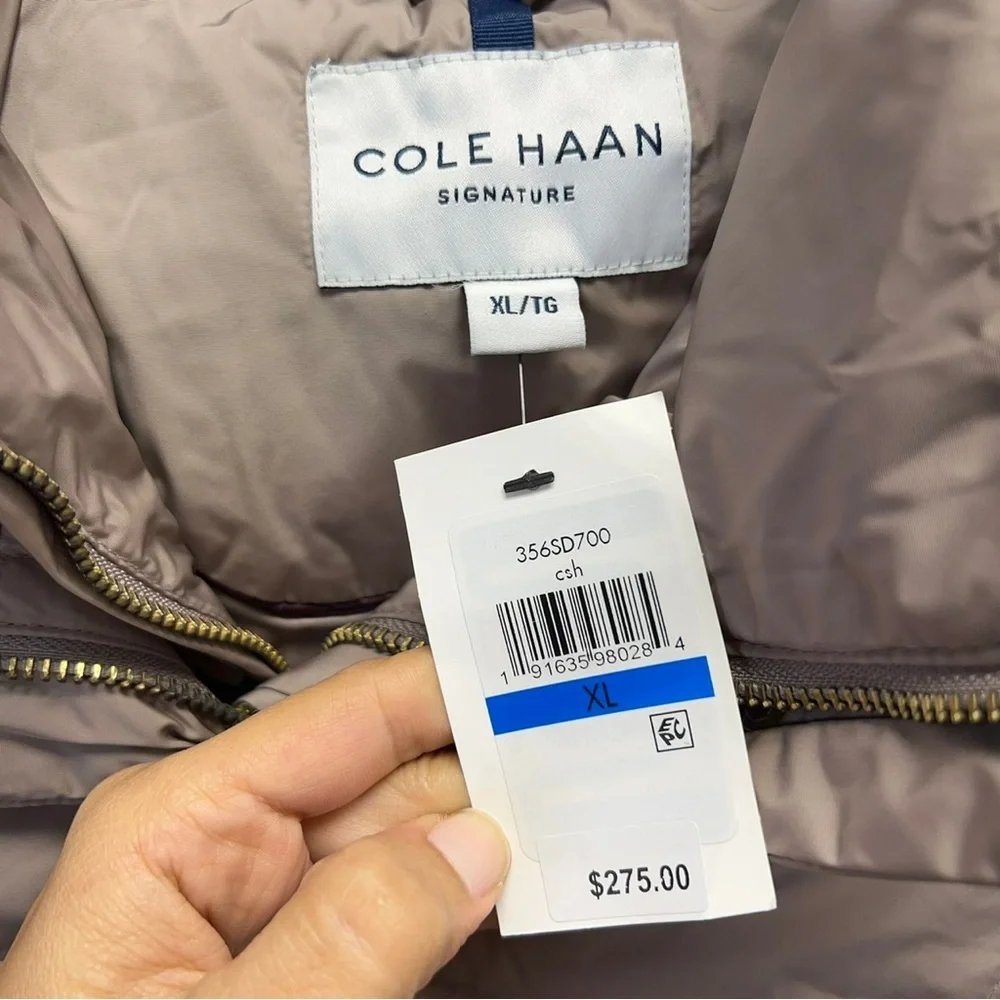 COLE HAAN
SIGNATURE
XL/TG
356SD700
csh
1 91635 98028 4
XL
EPC
$275.00